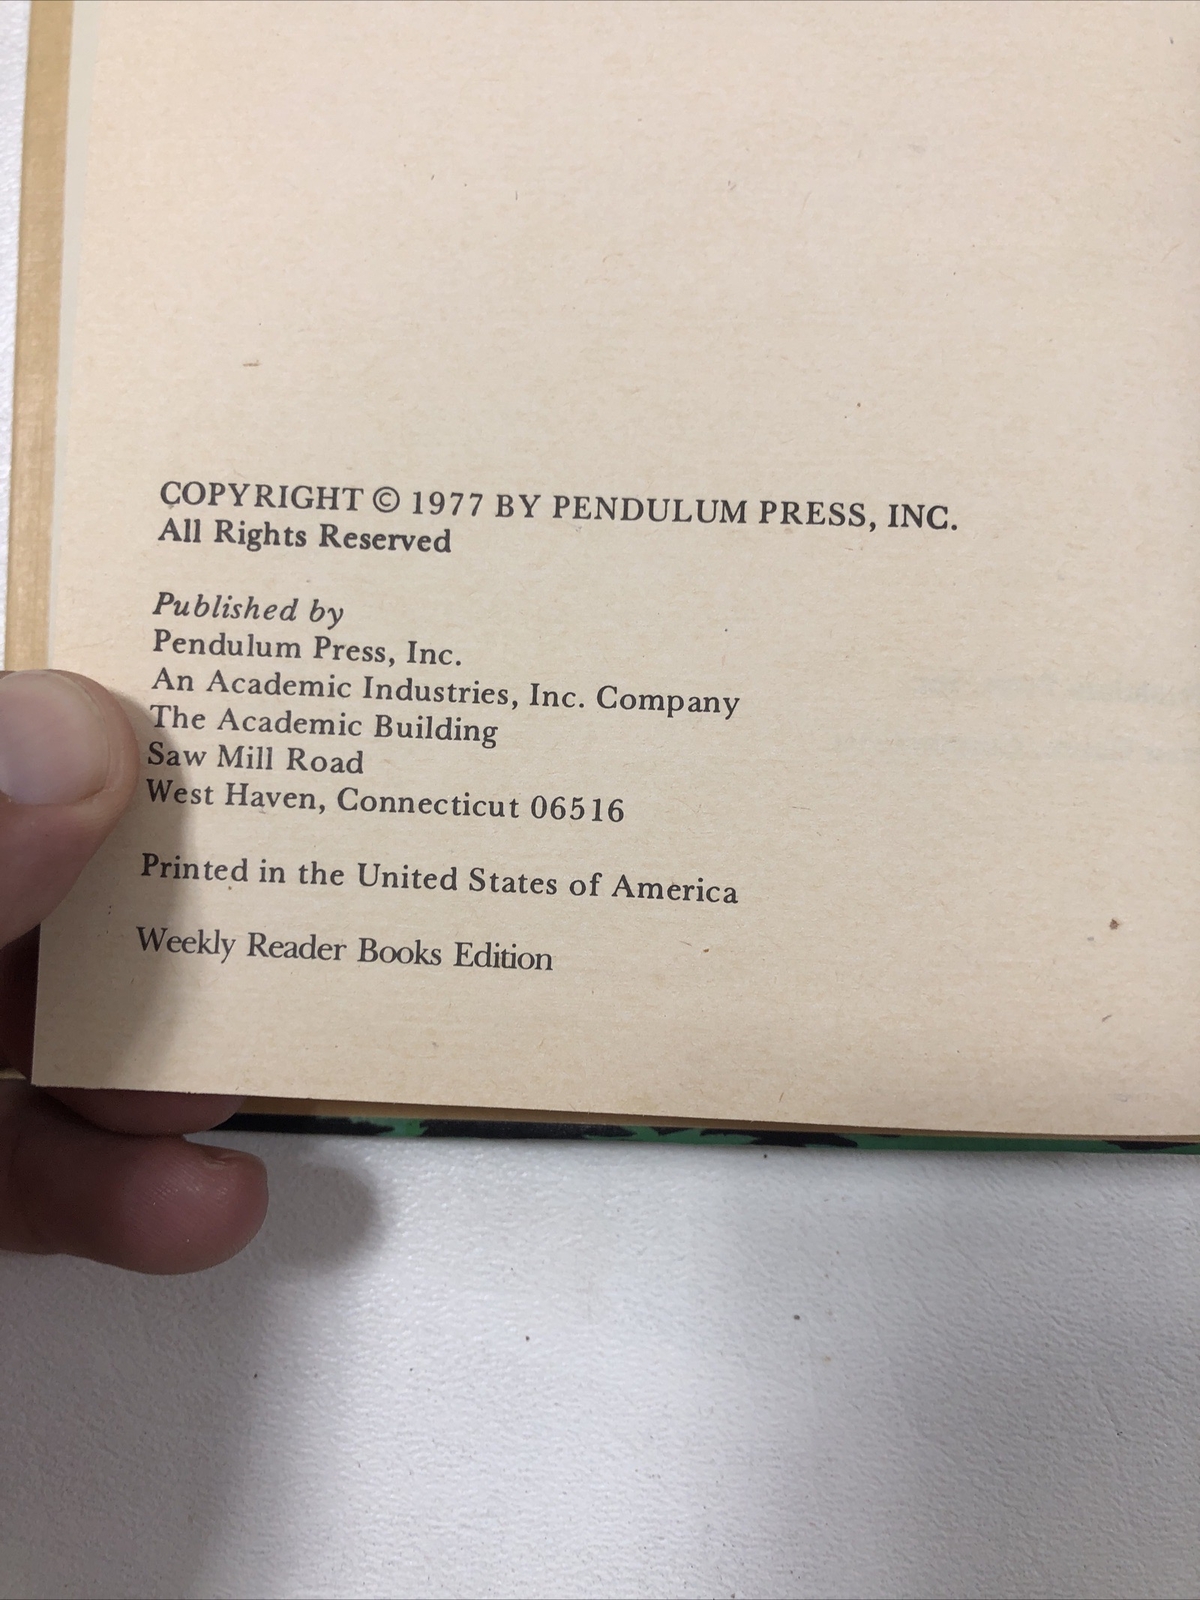 COPYRIGHT © 1977 BY PENDULUM PRESS, INC.
All Rights Reserved
Published by
Pendulum Press, Inc.
An Academic Industries, Inc. Company
The Academic Building
Saw Mill Road
West Haven, Connecticut 06516
Printed in the United States of America
Weekly Reader Books Edition